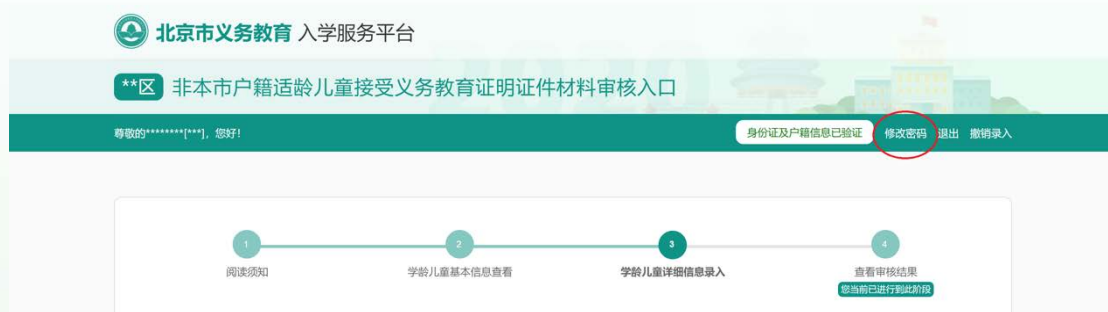 北京市义务教育 入学服务平台
**区 非本市户籍适龄儿童接受义务教育证明证件材料审核入口
尊敬的********[***]，您好！ 身份证及户籍信息已验证 修改密码 退出 撤销录入
1 2 3 4
阅读须知 学龄儿童基本信息查看 学龄儿童详细信息录入 查看审核结果
您当前已进行到此阶段